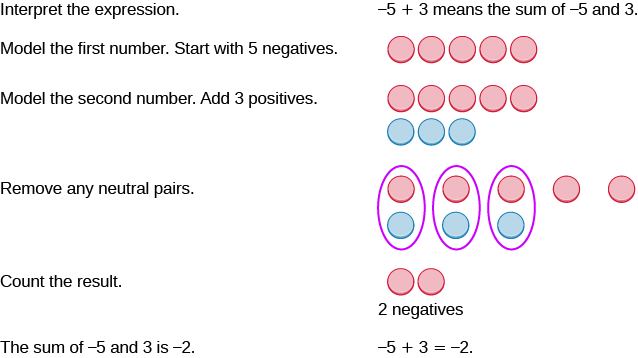 Interpret the expression. –5 + 3 means the sum of –5 and 3.
Model the first number. Start with 5 negatives.
Model the second number. Add 3 positives.
Remove any neutral pairs.
Count the result.
2 negatives
The sum of –5 and 3 is –2. –5 + 3 = –2.